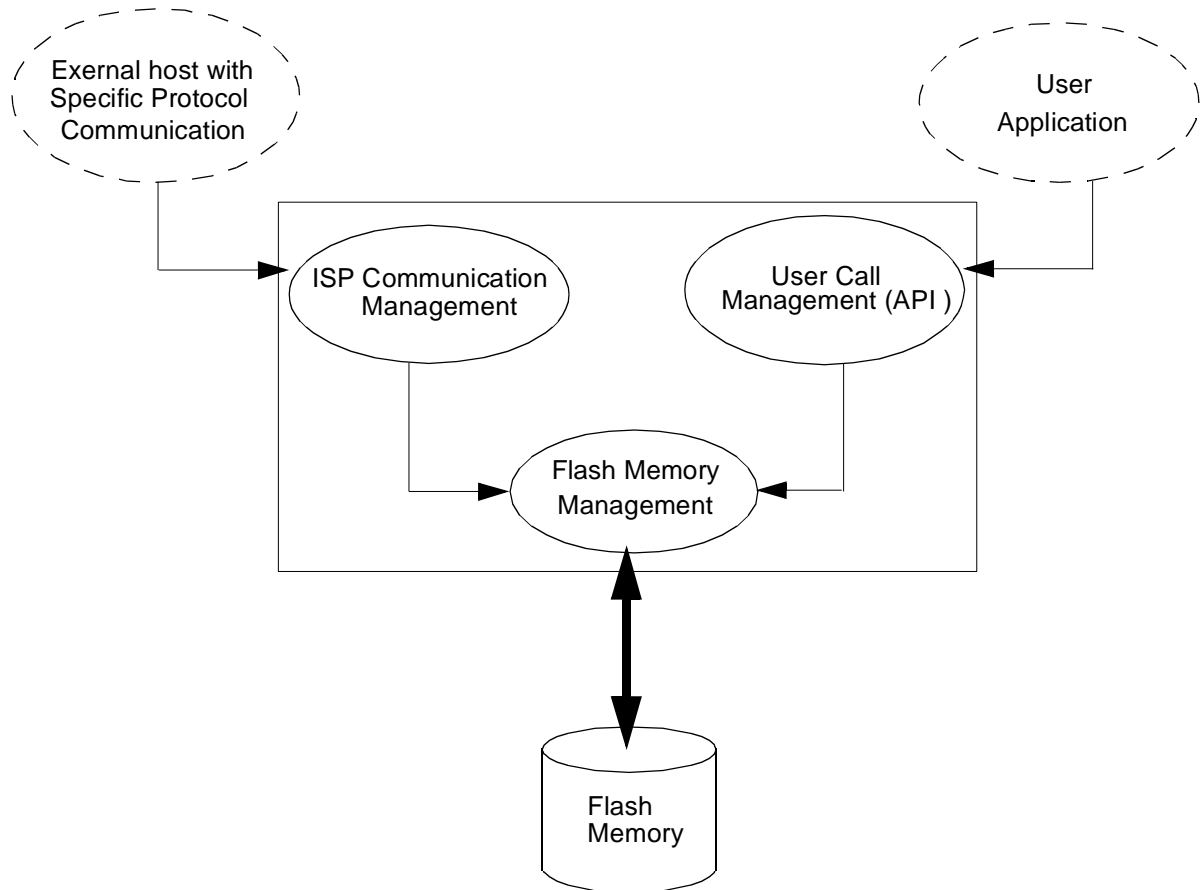 Exernal host with
Specific Protocol
Communication
User
Application
ISP Communication
Management
User Call
Management (API )
Flash Memory
Management
Flash
Memory